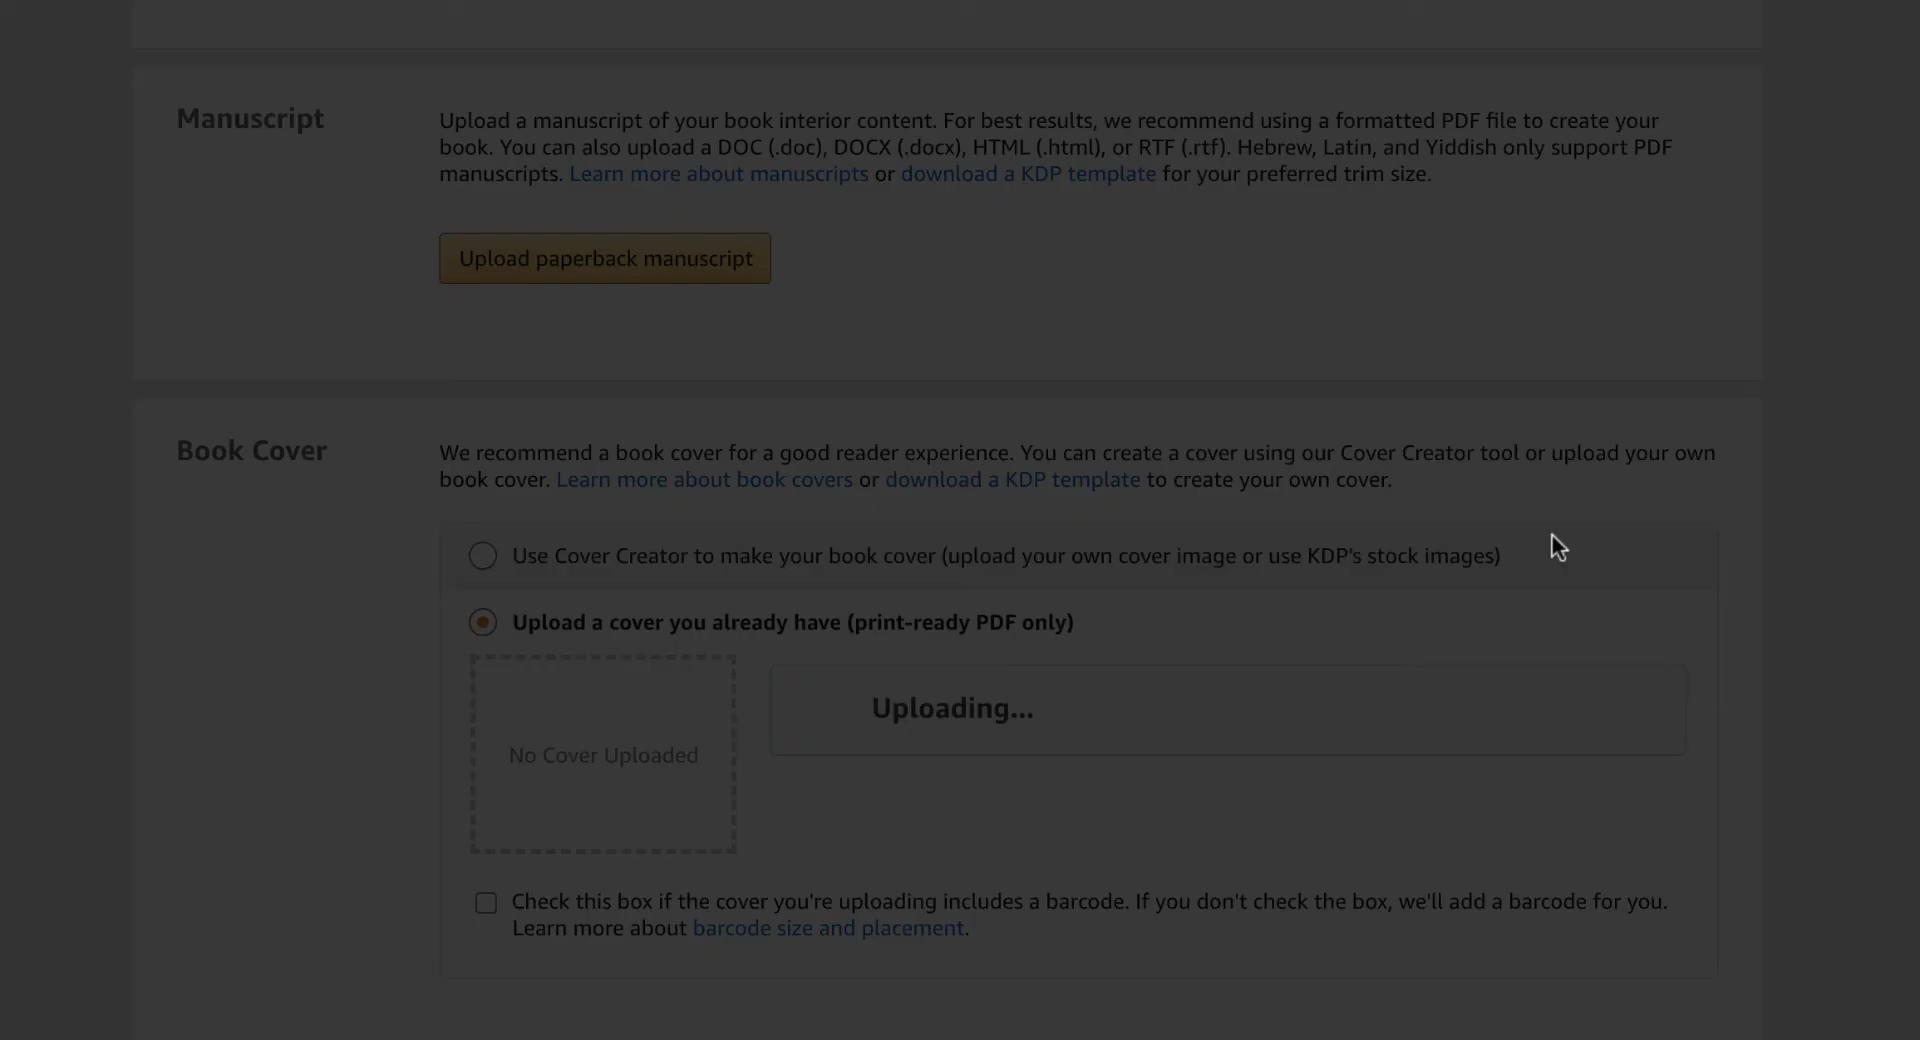 Manuscript
Upload a manuscript of your book interior content. For best results, we recommend using a formatted PDF file to create your
book. You can also upload a DOC (.doc), DOCX (.docx), HTML (.html), or RTF (.rtf). Hebrew, Latin, and Yiddish only support PDF
manuscripts. Learn more about manuscripts or download a KDP template for your preferred trim size.
Upload paperback manuscript
Book Cover
We recommend a book cover for a good reader experience. You can create a cover using our Cover Creator tool or upload your own
book cover. Learn more about book covers or download a KDP template to create your own cover.
Use Cover Creator to make your book cover (upload your own cover image or use KDP's stock images)
Upload a cover you already have (print-ready PDF only)
Uploading...
No Cover Uploaded
Check this box if the cover you're uploading includes a barcode. If you don't check the box, we'll add a barcode for you.
Learn more about barcode size and placement.